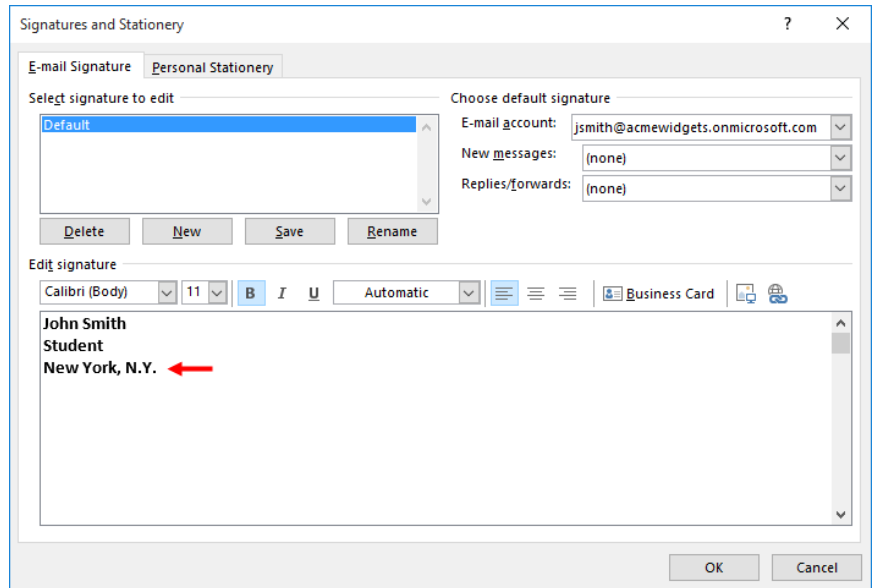 Signatures and Stationery
?
E-mail Signature
Personal Stationery
Select signature to edit
Default
Delete
New
Save
Rename
Choose default signature
E-mail account:
jsmith@acmewidgets.onmicrosoft.com
New messages:
(none)
Replies/forwards:
(none)
Edit signature
Calibri (Body)
11
B
I
U
Automatic
Business Card
John Smith
Student
New York, N.Y.
OK
Cancel